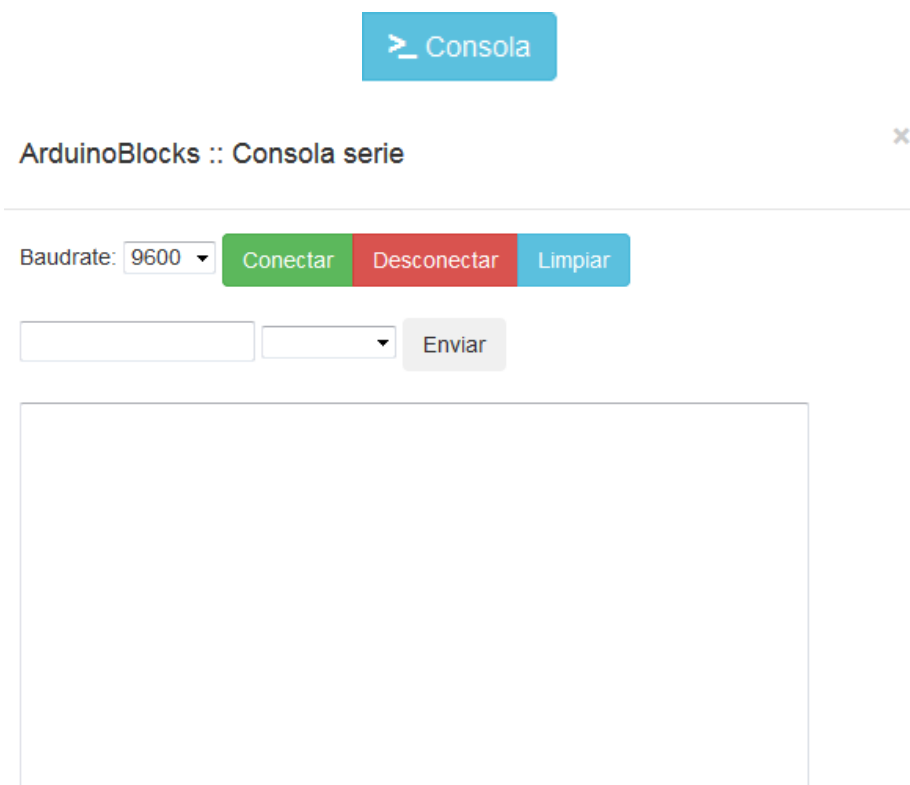 >_ Consola
ArduinoBlocks :: Consola serie ×
Baudrate: 9600 Conectar Desconectar Limpiar
Enviar